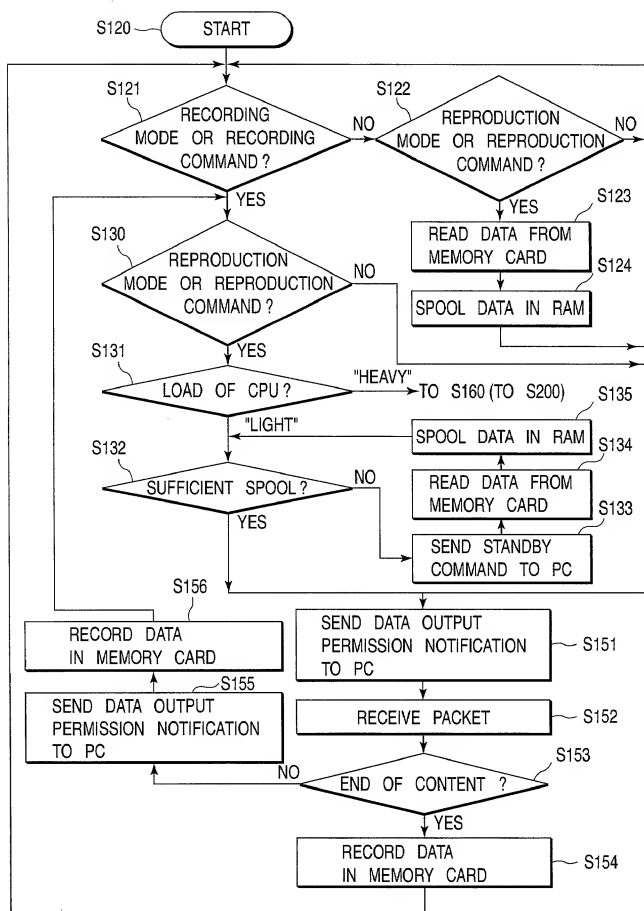 S120
START
S121
RECORDING
MODE OR RECORDING
COMMAND ?
NO
YES
S122
REPRODUCTION
MODE OR REPRODUCTION
COMMAND ?
NO
YES
S123
READ DATA FROM
MEMORY CARD
S124
SPOOL DATA IN RAM
S130
REPRODUCTION
MODE OR REPRODUCTION
COMMAND ?
NO
YES
S131
LOAD OF CPU ?
"HEAVY"
TO S160 (TO S200)
"LIGHT"
S135
SPOOL DATA IN RAM
S134
READ DATA FROM
MEMORY CARD
S132
SUFFICIENT SPOOL ?
NO
YES
S133
SEND STANDBY
COMMAND TO PC
S156
RECORD DATA
IN MEMORY CARD
SEND DATA OUTPUT
PERMISSION NOTIFICATION
TO PC
S151
S155
SEND DATA OUTPUT
PERMISSION NOTIFICATION
TO PC
RECEIVE PACKET
S152
S153
END OF CONTENT ?
NO
YES
RECORD DATA
IN MEMORY CARD
S154